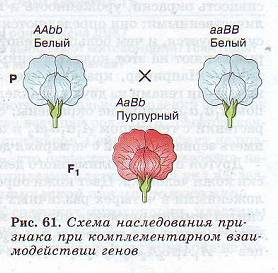 AAbb
Белый
aaBB
Белый
P
×
AaBb
Пурпурный
F₁
Рис. 61. Схема наследования при-
знака при комплементарном взаи-
модействии генов